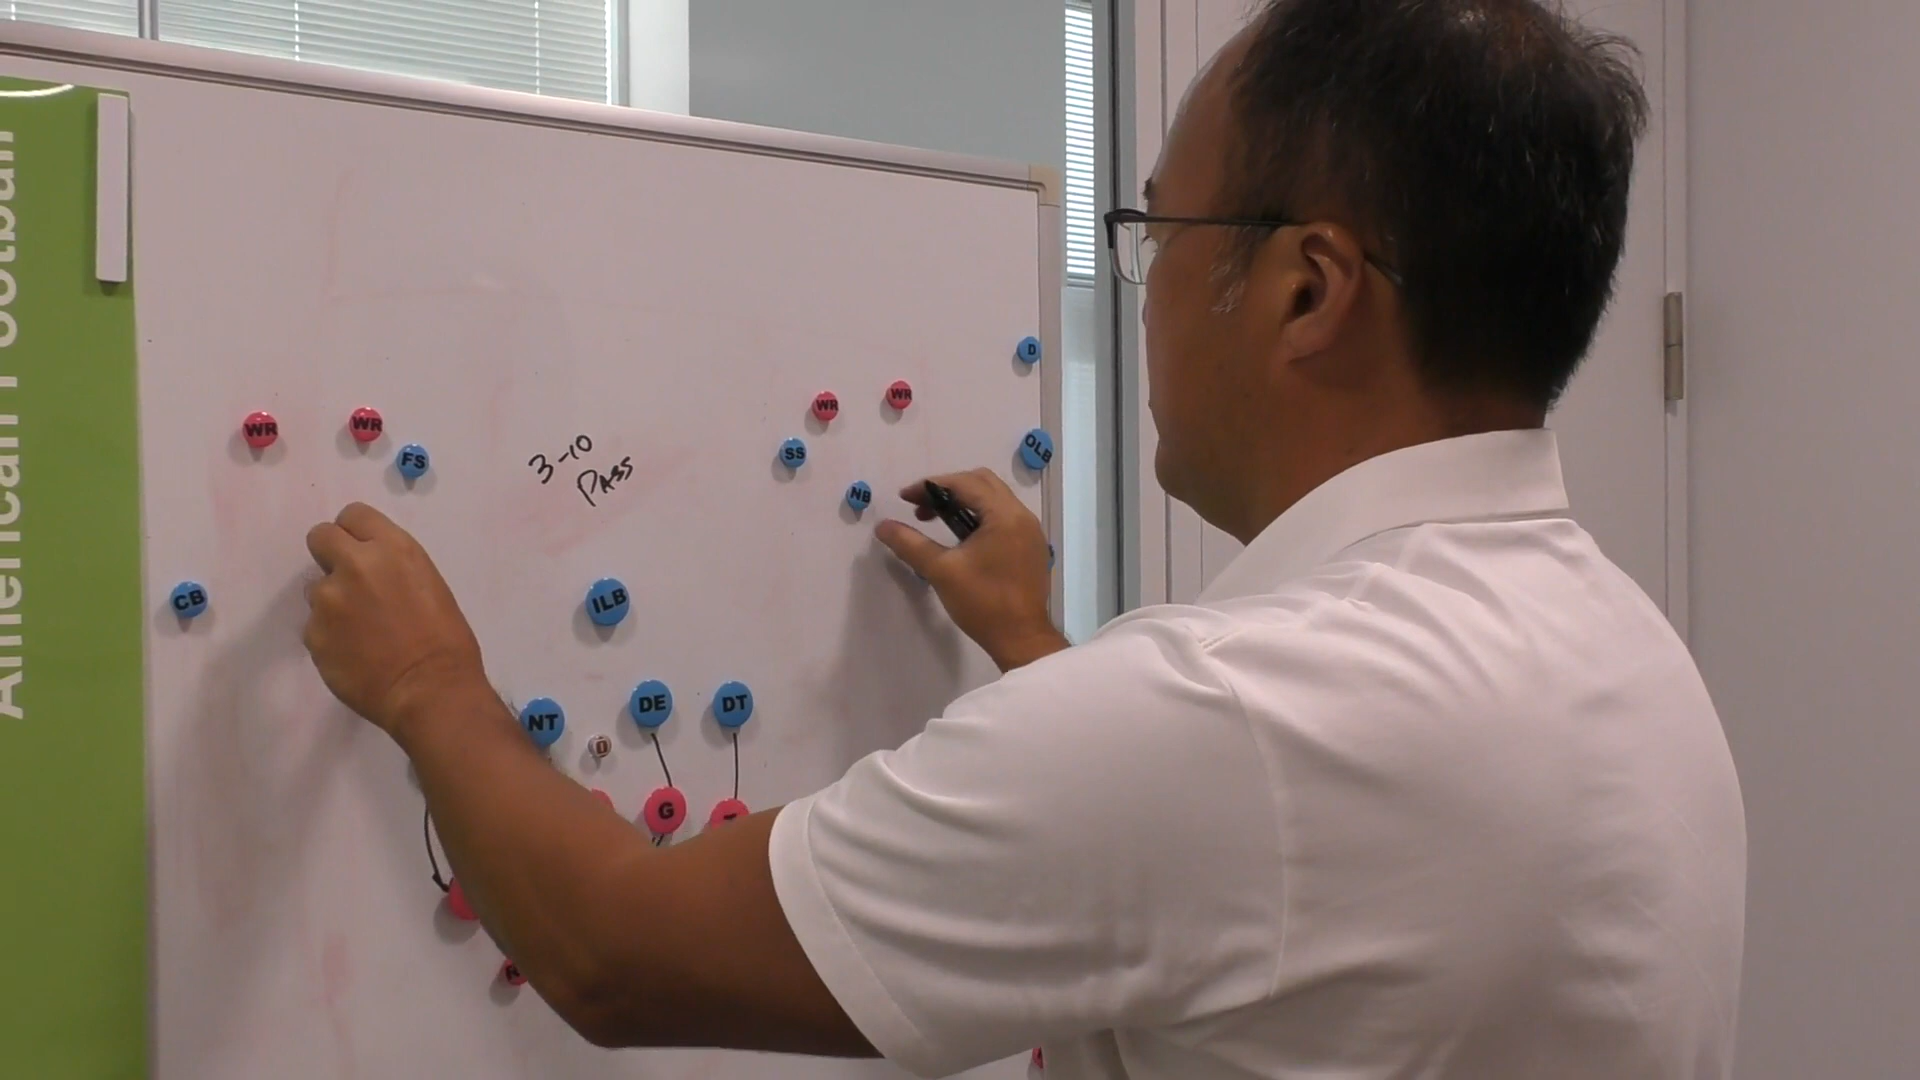 American Football
D
WR
WR
WR
WR
FS
SS
OLB
3-10
PASS
NB
CB
ILB
NT
DE
DT
G
T